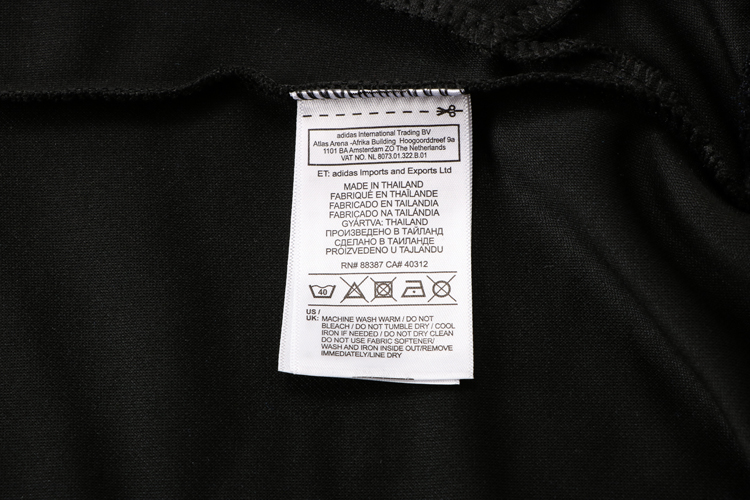 adidas International Trading BV
Atlas Arena -Afrika Building Hoogoorddreef 9a
1101 BA Amsterdam ZO The Netherlands
VAT NO. NL 8073.01.322.B.01
ET: adidas Imports and Exports Ltd
MADE IN THAILAND
FABRIQUÉ EN THAÏLANDE
FABRICADO EN TAILANDIA
FABRICADO NA TAILÂNDIA
GYÁRTVA: THAILAND
ПРОИЗВЕДЕНО В ТАЙЛАНД
СДЕЛАНО В ТАИЛАНДЕ
PROIZVEDENO U TAJLANDU
RN# 88387 CA# 40312
40
US /
UK: MACHINE WASH WARM / DO NOT
BLEACH / DO NOT TUMBLE DRY / COOL
IRON IF NEEDED / DO NOT DRY CLEAN
DO NOT USE FABRIC SOFTENER/
WASH AND IRON INSIDE OUT/REMOVE
IMMEDIATELY/LINE DRY